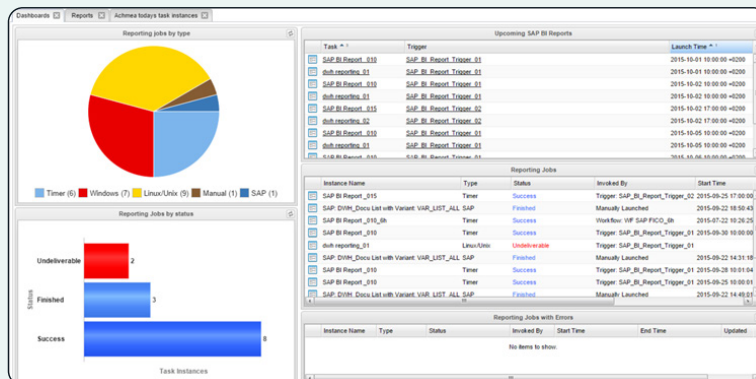 Dashboards Reports Achmea todays task instances
Reporting jobs by type
Timer (6) Windows (7) Linux/Unix (9) Manual (1) SAP (1)
Reporting Jobs by status
Status
Undeliverable 2
Finished 3
Success 8
Task Instances
Upcoming SAP BI Reports
Task Trigger Launch Time
SAP BI Report _010 SAP_BI_Report_Trigger_01 2015-10-01 10:00:00 +0200
dwh reporting_01 SAP_BI_Report_Trigger_01 2015-10-01 10:00:00 +0200
SAP BI Report _010 SAP_BI_Report_Trigger_01 2015-10-02 10:00:00 +0200
dwh reporting_01 SAP_BI_Report_Trigger_01 2015-10-02 10:00:00 +0200
SAP BI Report _015 SAP_BI_Report_Trigger_02 2015-10-02 17:00:00 +0200
dwh reporting_02 SAP_BI_Report_Trigger_02 2015-10-02 17:00:00 +0200
SAP BI Report _010 SAP_BI_Report_Trigger_01 2015-10-05 10:00:00 +0200
dwh reporting_01 SAP_BI_Report_Trigger_01 2015-10-05 10:00:00 +0200
SAP BI Report _010 SAP_BI_Report_Trigger_01 2015-10-06 10:00:00 +0200
Reporting Jobs
Instance Name Type Status Invoked By Start Time
SAP BI Report _015 Timer Success Trigger: SAP_BI_Report_Trigger_02 2015-09-25 17:00:00
SAP: DWH_Docu List with Variant: VAR_LIST_ALL SAP Finished Manually Launched 2015-09-22 18:50:43
SAP BI Report _010_6h Timer Success Workflow: WF SAP FICO_6h 2015-07-22 10:26:25
SAP BI Report _010 Timer Success Trigger: SAP_BI_Report_Trigger_01 2015-09-30 10:00:00
dwh reporting_01 Linux/Unix Undeliverable Trigger: SAP_BI_Report_Trigger_01
SAP: DWH_Docu List with Variant: VAR_LIST_ALL SAP Finished Manually Launched 2015-09-22 14:31:18
SAP BI Report _010 Timer Success Trigger: SAP_BI_Report_Trigger_01 2015-09-28 10:01:04
SAP BI Report _010 Timer Success Trigger: SAP_BI_Report_Trigger_01 2015-09-25 10:00:01
SAP: DWH_Docu List with Variant: VAR_LIST_ALL SAP Finished Manually Launched 2015-09-22 14:49:01
Reporting Jobs with Errors
Instance Name Type Status Invoked By Start Time End Time Updated
No items to show.